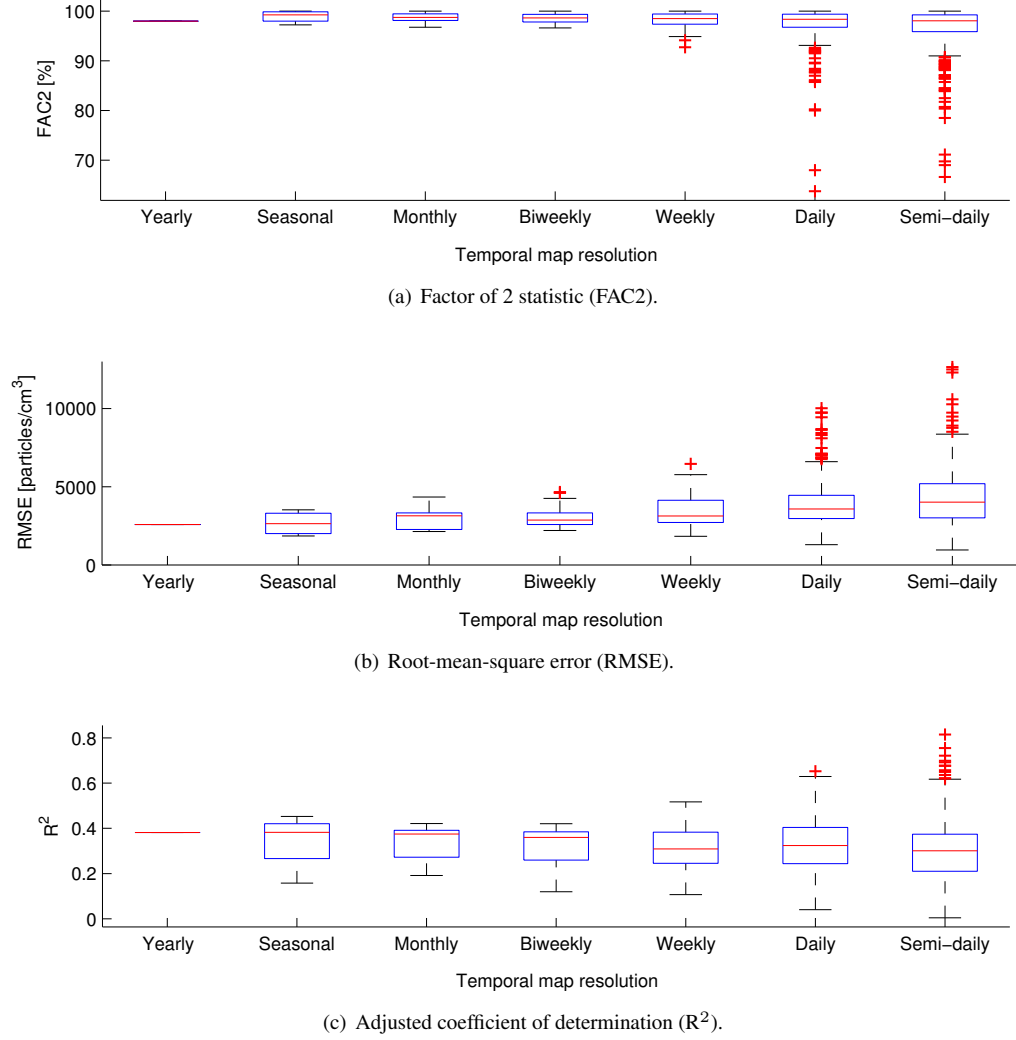 100
90
80
70
FAC2 [%]
Yearly Seasonal Monthly Biweekly Weekly Daily Semi−daily
Temporal map resolution
(a) Factor of 2 statistic (FAC2).
10000
5000
0
RMSE [particles/cm³]
Yearly Seasonal Monthly Biweekly Weekly Daily Semi−daily
Temporal map resolution
(b) Root-mean-square error (RMSE).
0.8
0.6
0.4
0.2
0
R²
Yearly Seasonal Monthly Biweekly Weekly Daily Semi−daily
Temporal map resolution
(c) Adjusted coefficient of determination (R²).